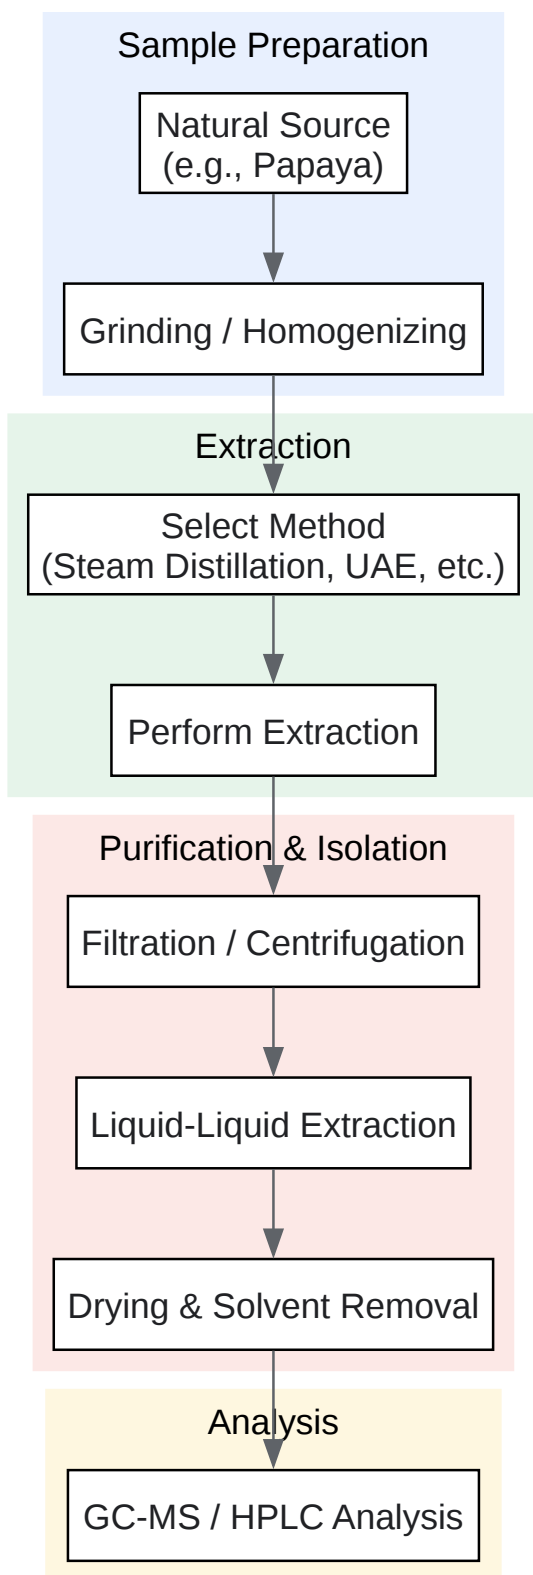 Sample Preparation
Natural Source
(e.g., Papaya)
Grinding / Homogenizing
Extraction
Select Method
(Steam Distillation, UAE, etc.)
Perform Extraction
Purification & Isolation
Filtration / Centrifugation
Liquid-Liquid Extraction
Drying & Solvent Removal
Analysis
GC-MS / HPLC Analysis